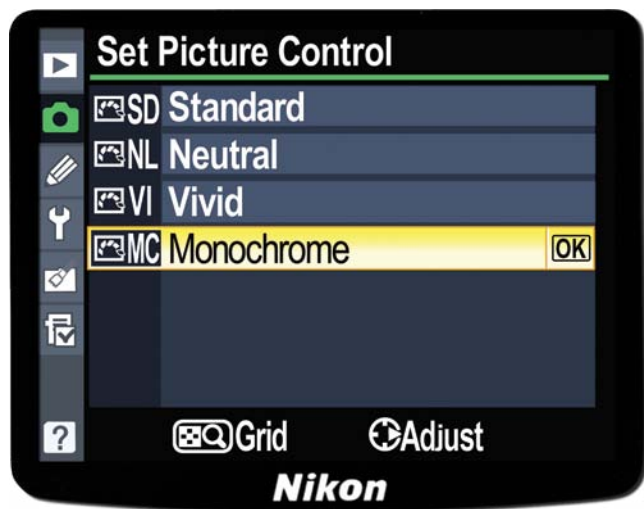 Set Picture Control
SD Standard
NL Neutral
VI Vivid
MC Monochrome OK
? Grid Adjust
Nikon